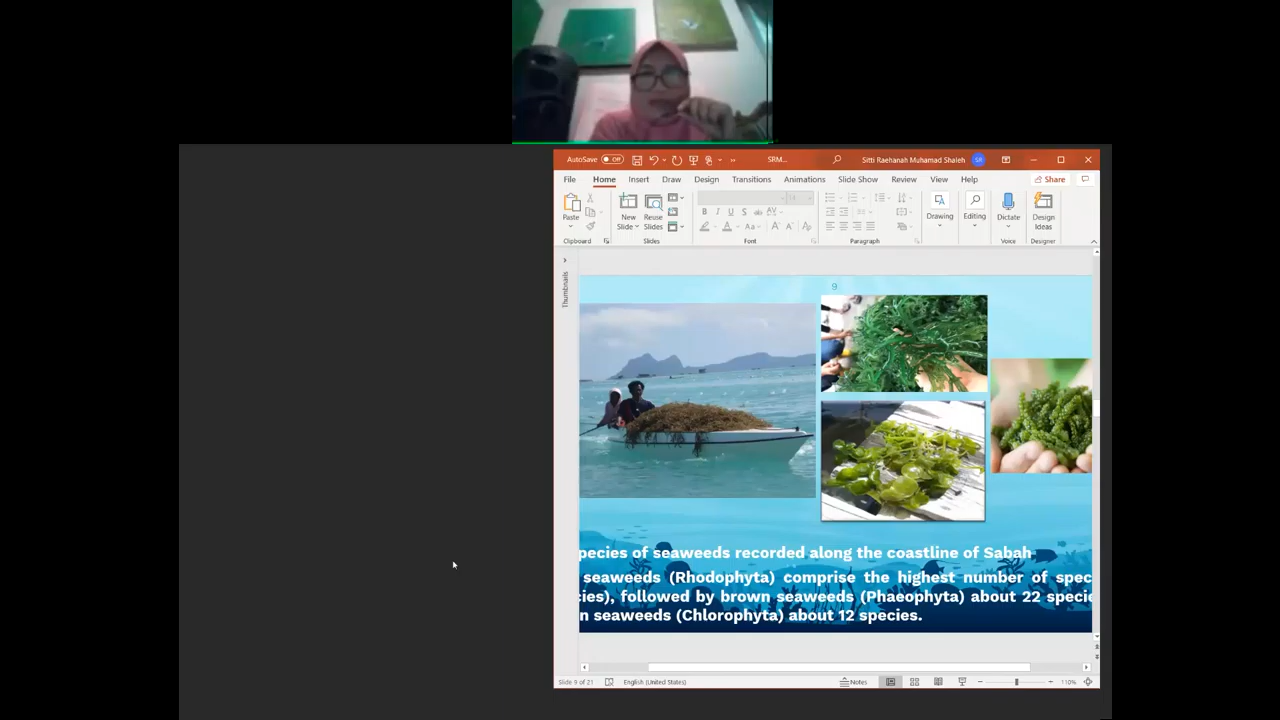 AutoSave Off SRM... Sitti Raehanah Muhamad Shaleh SR
File Home Insert Draw Design Transitions Animations Slide Show Review View Help Share
Paste New Slide Reuse Slides Drawing Editing Dictate Design Ideas
Clipboard Slides Font Paragraph Voice Designer
Thumbnails
9
pecies of seaweeds recorded along the coastline of Sabah
seaweeds (Rhodophyta) comprise the highest number of spec
cies), followed by brown seaweeds (Phaeophyta) about 22 specie
n seaweeds (Chlorophyta) about 12 species.
Slide 9 of 21 English (United States) Notes 110%